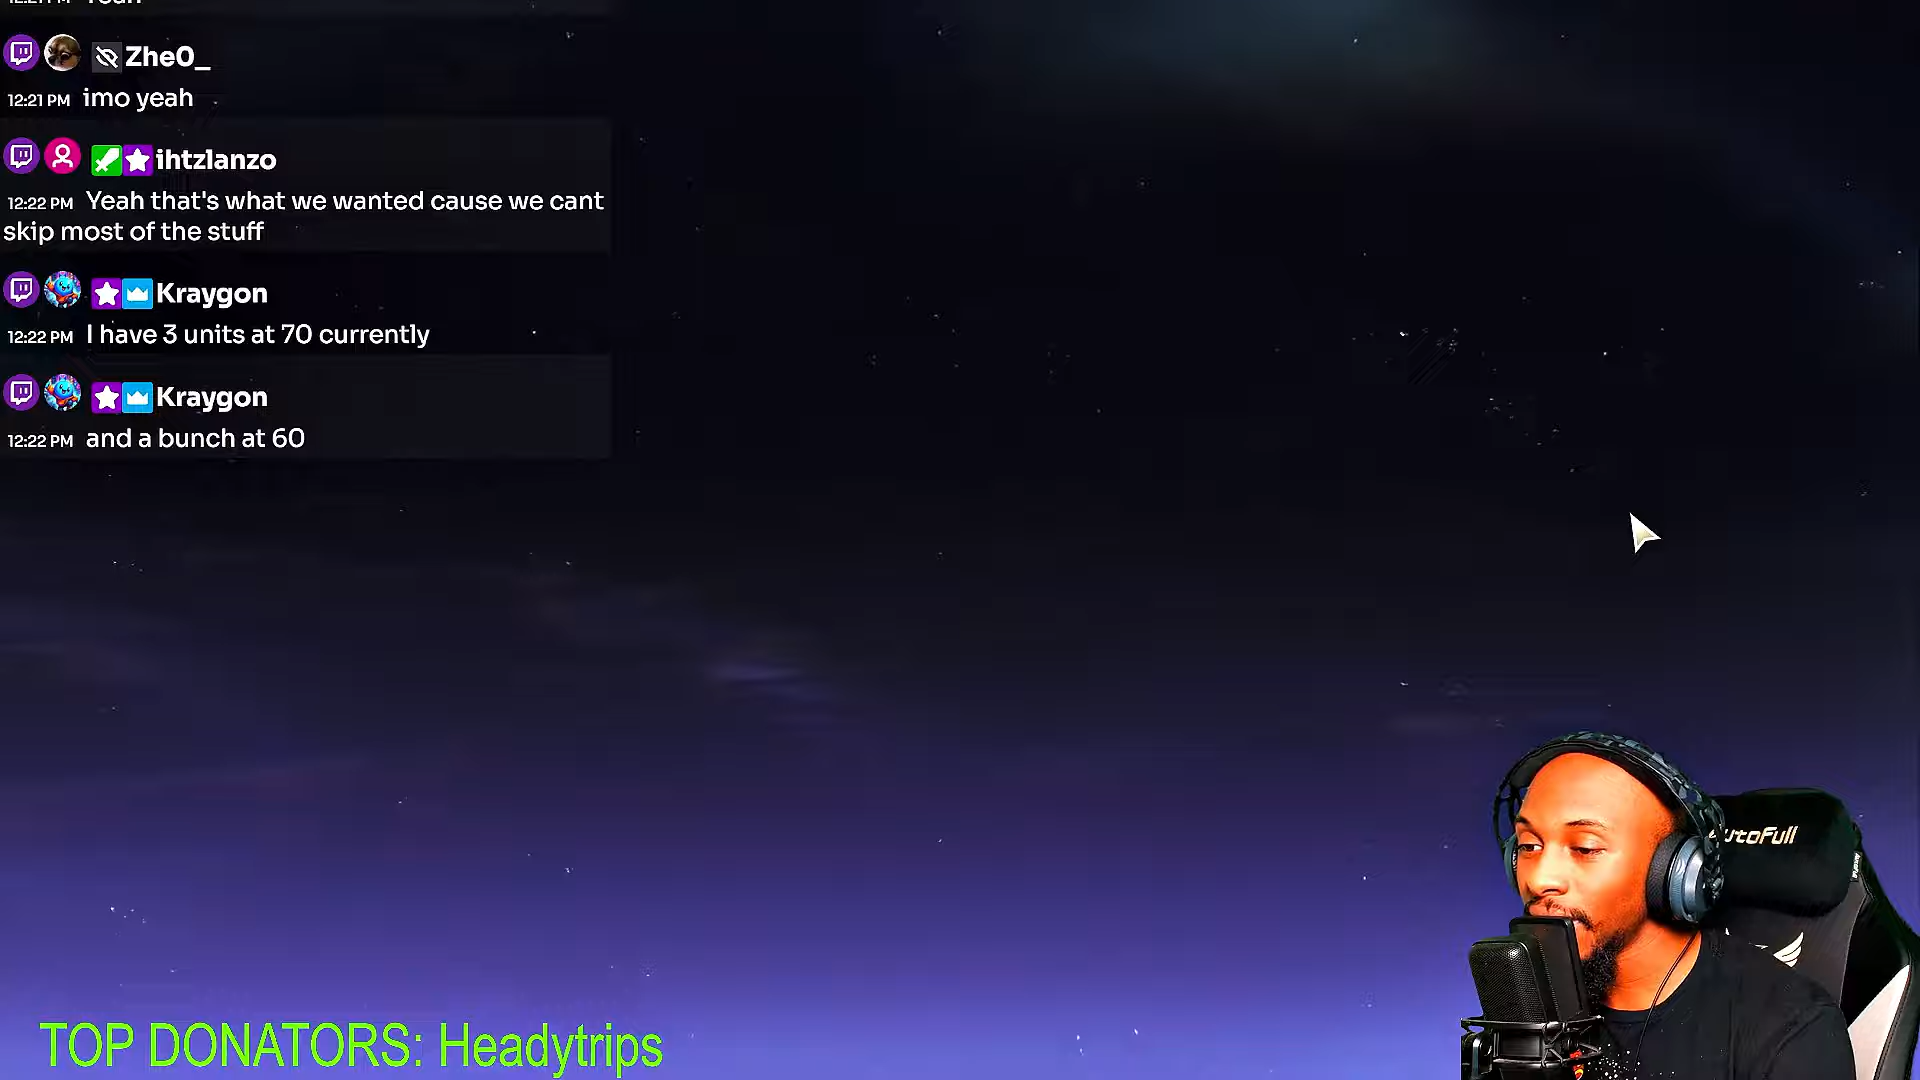 Zhe0_
12:21 PM imo yeah
ihtzlanzo
12:22 PM Yeah that's what we wanted cause we cant
skip most of the stuff
Kraygon
12:22 PM I have 3 units at 70 currently
Kraygon
12:22 PM and a bunch at 60
utoFull
TOP DONATORS: Headytrips